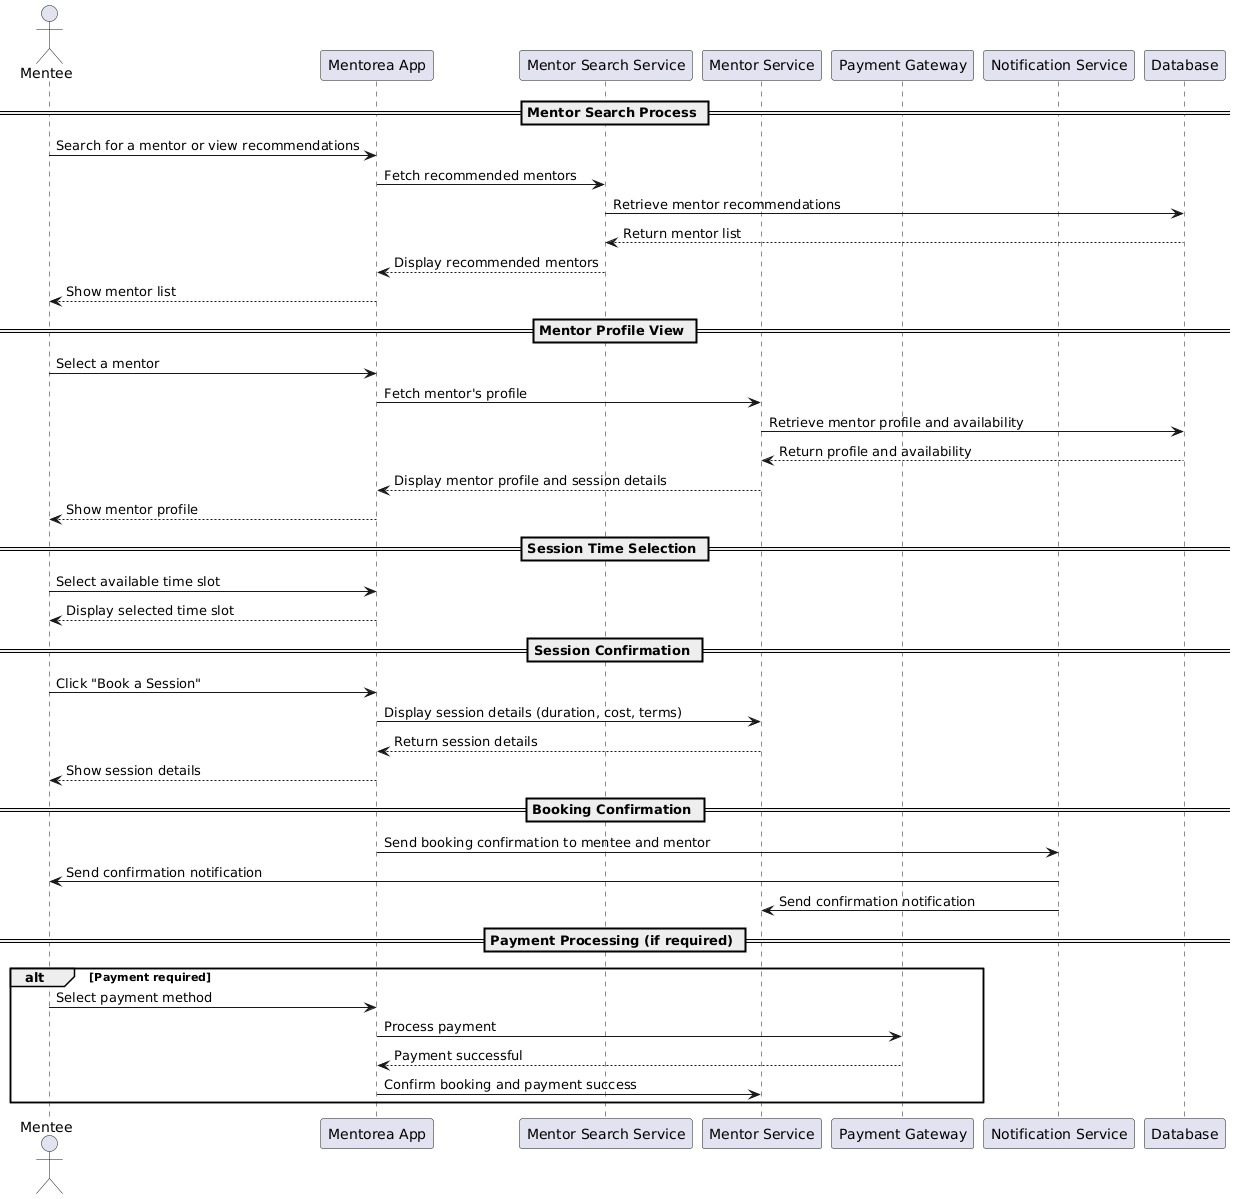 Mentee
Mentorea App
Mentor Search Service
Mentor Service
Payment Gateway
Notification Service
Database
Mentor Search Process
Search for a mentor or view recommendations
Fetch recommended mentors
Retrieve mentor recommendations
Return mentor list
Display recommended mentors
Show mentor list
Mentor Profile View
Select a mentor
Fetch mentor's profile
Retrieve mentor profile and availability
Return profile and availability
Display mentor profile and session details
Show mentor profile
Session Time Selection
Select available time slot
Display selected time slot
Session Confirmation
Click "Book a Session"
Display session details (duration, cost, terms)
Return session details
Show session details
Booking Confirmation
Send booking confirmation to mentee and mentor
Send confirmation notification
Send confirmation notification
Payment Processing (if required)
alt [Payment required]
Select payment method
Process payment
Payment successful
Confirm booking and payment success
Mentee
Mentorea App
Mentor Search Service
Mentor Service
Payment Gateway
Notification Service
Database